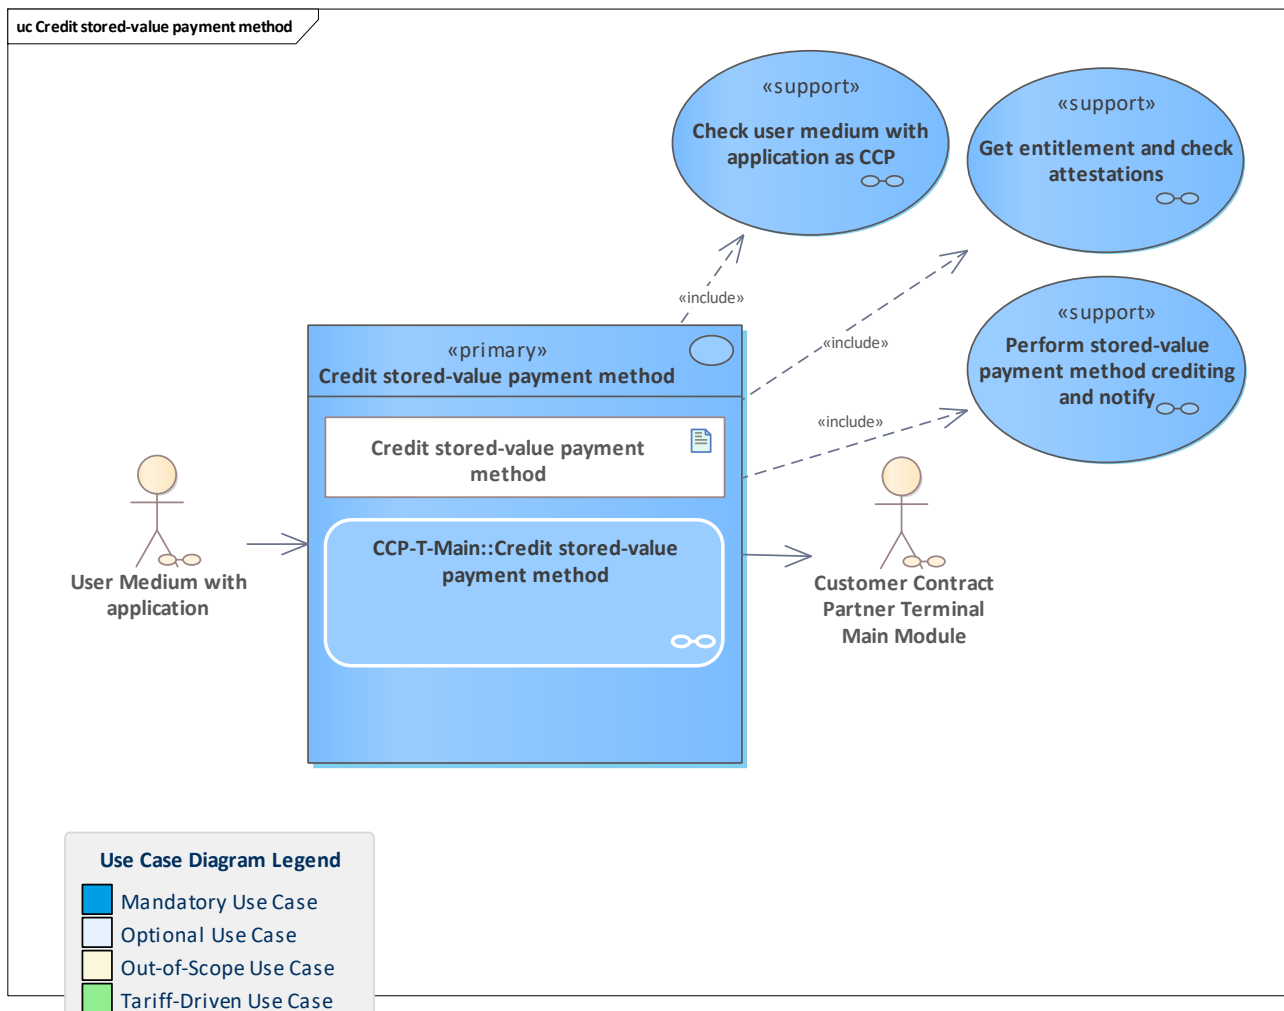 uc Credit stored-value payment method
«support»
Check user medium with
application as CCP
«support»
Get entitlement and check
attestations
«include»
«include»
«support»
Perform stored-value
payment method crediting
and notify
«include»
«primary»
Credit stored-value payment method
Credit stored-value payment
method
CCP-T-Main::Credit stored-value
payment method
User Medium with
application
Customer Contract
Partner Terminal
Main Module
Use Case Diagram Legend
Mandatory Use Case
Optional Use Case
Out-of-Scope Use Case
Tariff-Driven Use Case